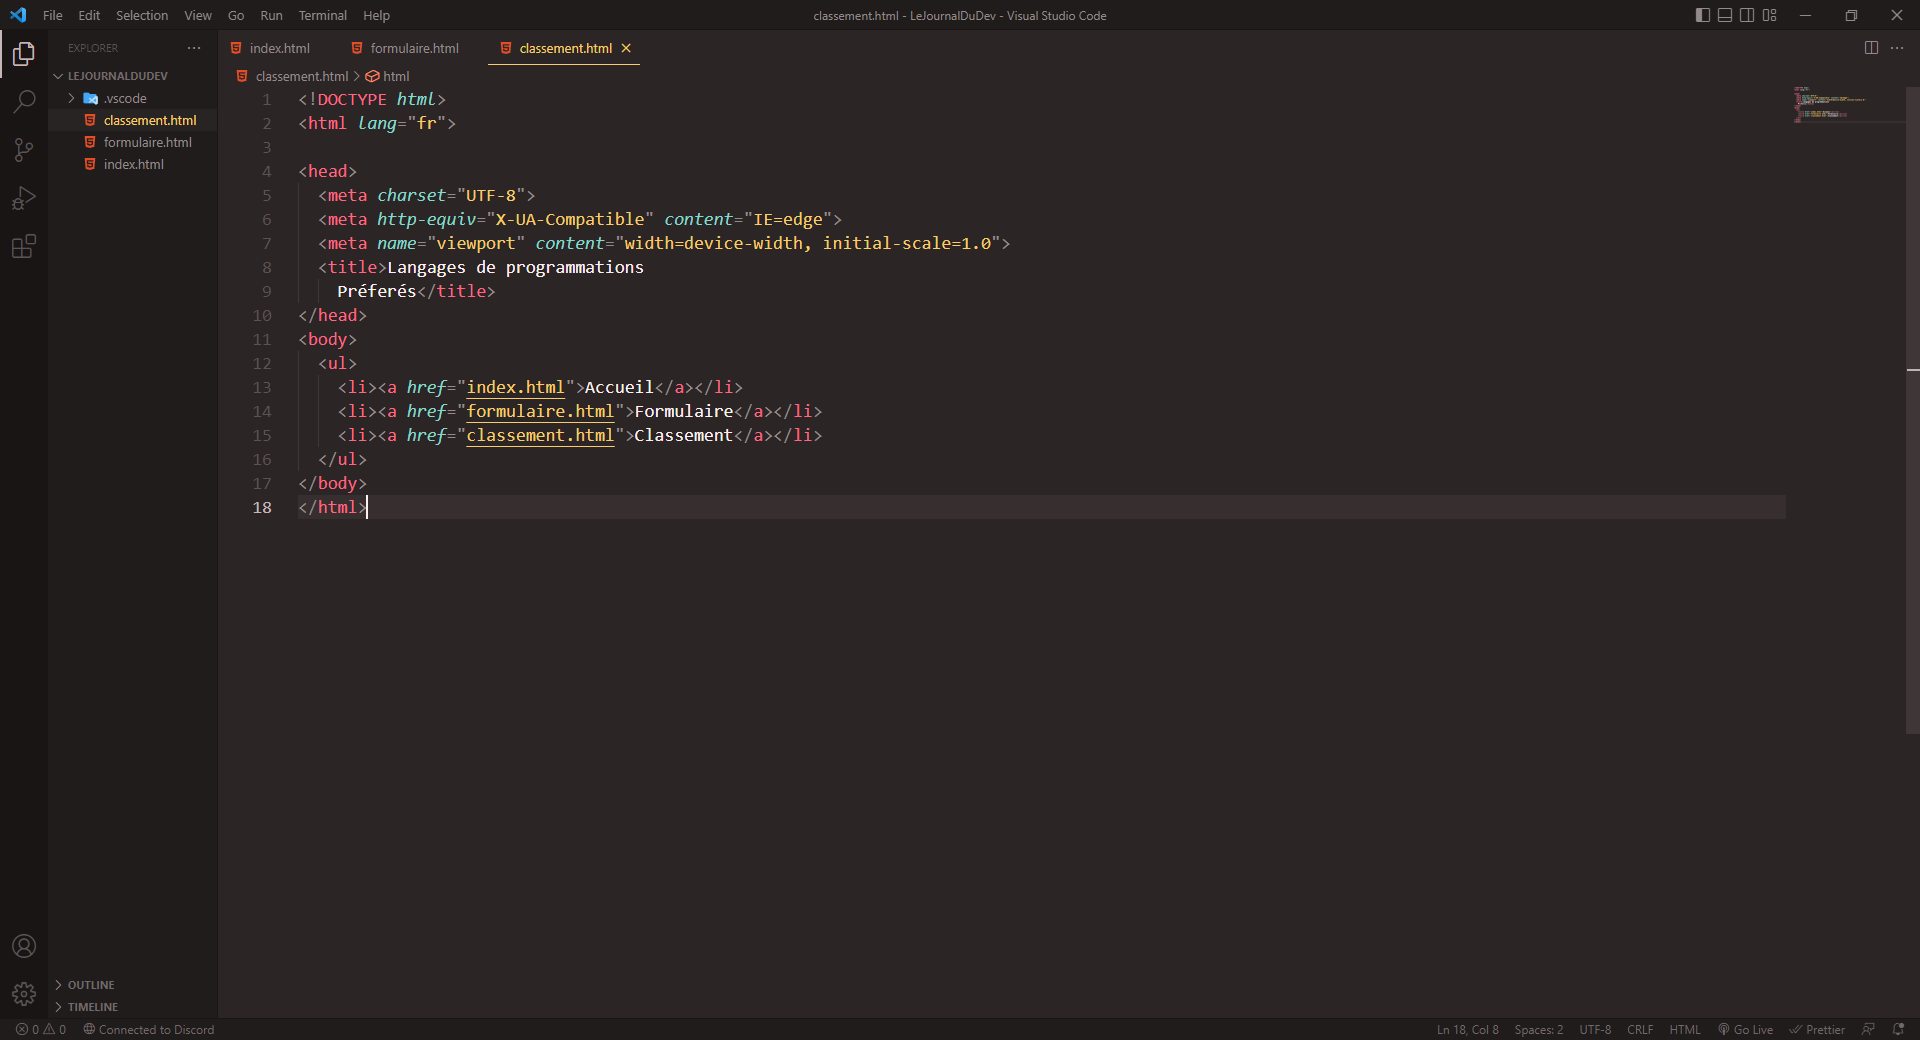 File Edit Selection View Go Run Terminal Help
classement.html - LeJournalDuDev - Visual Studio Code
EXPLORER
LEJOURNALDUDEV
.vscode
classement.html
formulaire.html
index.html
index.html formulaire.html classement.html
classement.html > html
1 <!DOCTYPE html>
2 <html lang="fr">
3
4 <head>
5 <meta charset="UTF-8">
6 <meta http-equiv="X-UA-Compatible" content="IE=edge">
7 <meta name="viewport" content="width=device-width, initial-scale=1.0">
8 <title>Langages de programmations
9 Préferés</title>
10 </head>
11 <body>
12 <ul>
13 <li><a href="index.html">Accueil</a></li>
14 <li><a href="formulaire.html">Formulaire</a></li>
15 <li><a href="classement.html">Classement</a></li>
16 </ul>
17 </body>
18 </html>
OUTLINE
TIMELINE
0 0 Connected to Discord
Ln 18, Col 8 Spaces: 2 UTF-8 CRLF HTML Go Live Prettier